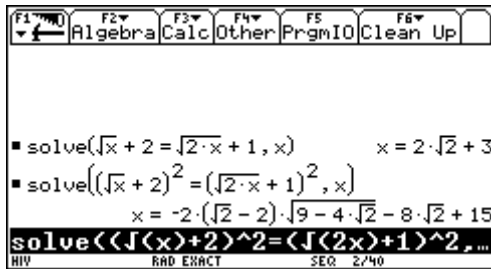 F1 F2 Algebra F3 Calc F4 Other F5 PrgmIO F6 Clean Up
▪ solve(√x + 2 = √2·x + 1, x) x = 2·√2 + 3
▪ solve((√x + 2)^2 = (√2·x + 1)^2, x)
x = -2·(√2 - 2)·√9 - 4·√2 - 8·√2 + 15
solve((√(x)+2)^2=(√(2x)+1)^2,…
HIV RAD EXACT SEQ 2/40